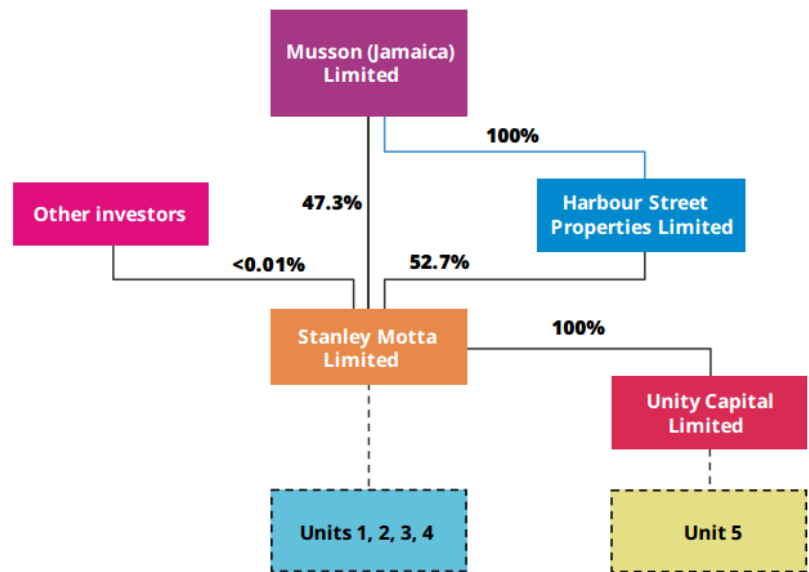 Musson (Jamaica)
Limited
100%
47.3%
Other investors
Harbour Street
Properties Limited
<0.01%
52.7%
Stanley Motta
Limited
100%
Unity Capital
Limited
Units 1, 2, 3, 4
Unit 5